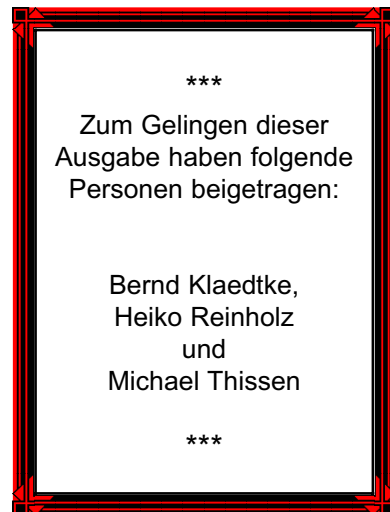 ***
Zum Gelingen dieser
Ausgabe haben folgende
Personen beigetragen:
Bernd Klaedtke,
Heiko Reinholz
und
Michael Thissen
***